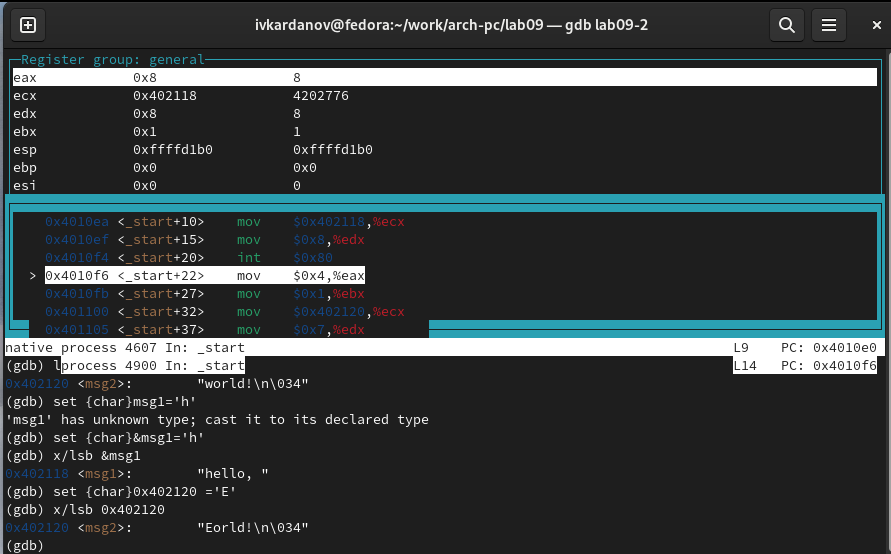 ivkardanov@fedora:~/work/arch-pc/lab09 — gdb lab09-2
Register group: general
eax 0x8 8
ecx 0x402118 4202776
edx 0x8 8
ebx 0x1 1
esp 0xffffd1b0 0xffffd1b0
ebp 0x0 0x0
esi 0x0 0
0x4010ea <_start+10> mov $0x402118,%ecx
0x4010ef <_start+15> mov $0x8,%edx
0x4010f4 <_start+20> int $0x80
> 0x4010f6 <_start+22> mov $0x4,%eax
0x4010fb <_start+27> mov $0x1,%ebx
0x401100 <_start+32> mov $0x402120,%ecx
0x401105 <_start+37> mov $0x7,%edx
native process 4607 In: _start L9 PC: 0x4010e0
(gdb) lprocess 4900 In: _start L14 PC: 0x4010f6
0x402120 <msg2>: "world!\n\034"
(gdb) set {char}msg1='h'
'msg1' has unknown type; cast it to its declared type
(gdb) set {char}&msg1='h'
(gdb) x/lsb &msg1
0x402118 <msg1>: "hello, "
(gdb) set {char}0x402120 ='E'
(gdb) x/lsb 0x402120
0x402120 <msg2>: "Eorld!\n\034"
(gdb)